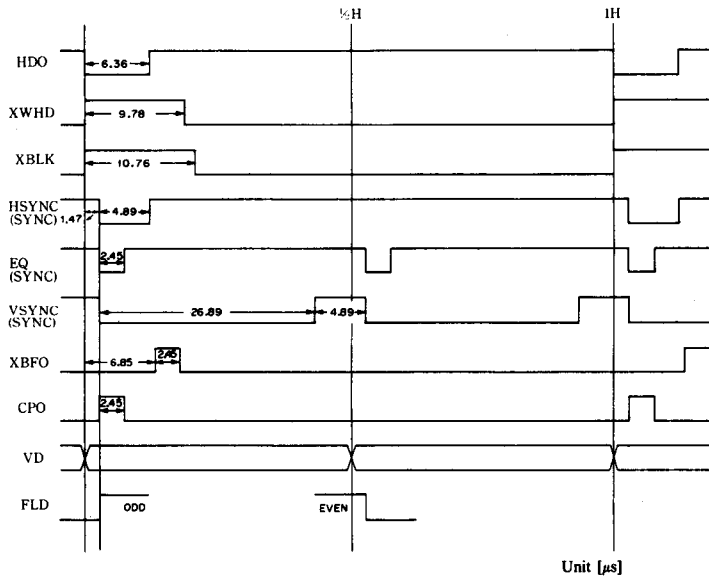 ½H 1H
HDO 6.36
XWHD 9.78
XBLK 10.76
HSYNC
(SYNC)
1.47 4.89
EQ
(SYNC)
2.45
VSYNC
(SYNC)
26.89 4.89
XBFO 6.85 2.45
CPO 2.45
VD
FLD ODD EVEN
Unit [μs]